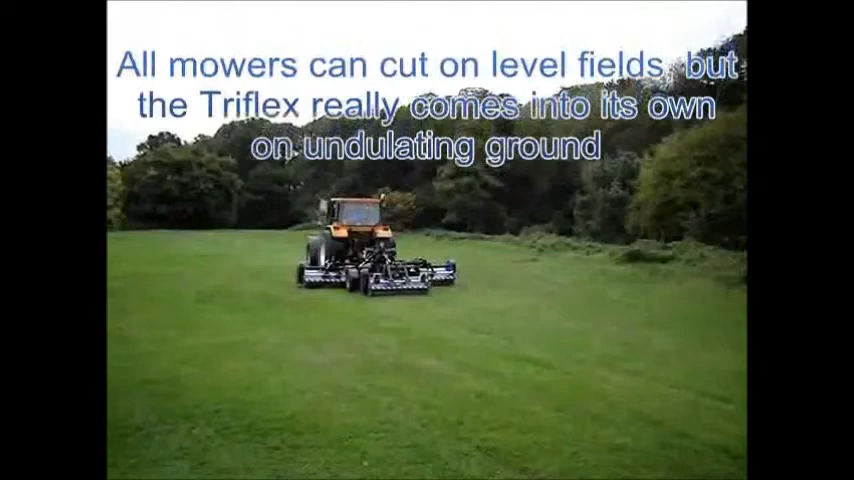 All mowers can cut on level fields, but
the Triflex really comes into its own
on undulating ground